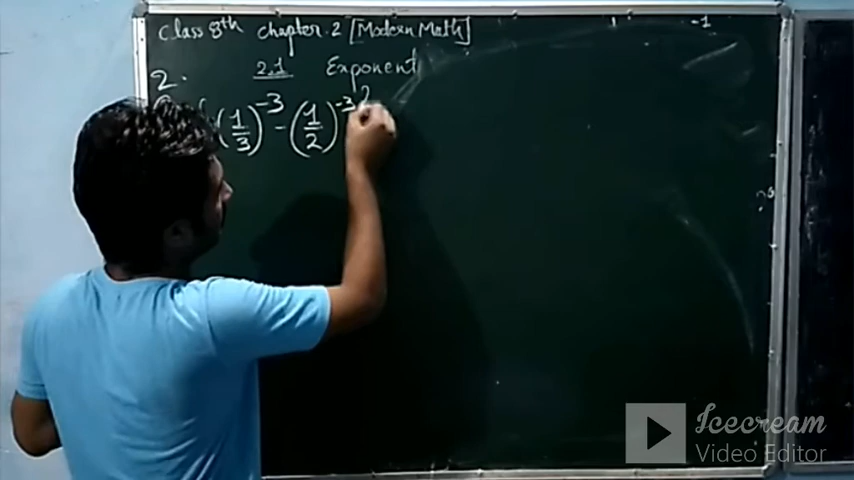 Class 8th chapter.2 [Modern Math]
-1
2. 2.1 Exponent
{(1/3)^-3 - (1/2)^-3}
Icecream
Video Editor